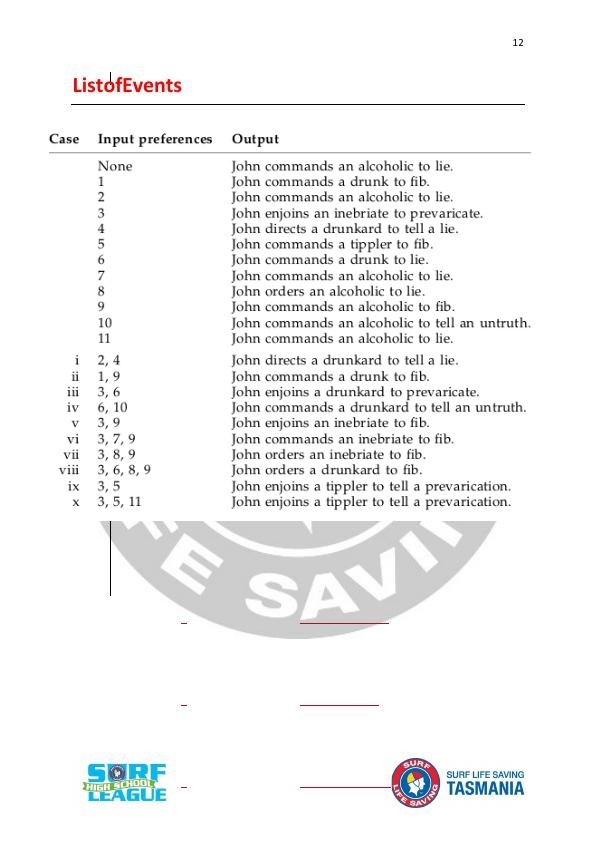 12
ListofEvents
Case Input preferences Output
None John commands an alcoholic to lie.
1 John commands a drunk to fib.
2 John commands an alcoholic to lie.
3 John enjoins an inebriate to prevaricate.
4 John directs a drunkard to tell a lie.
5 John commands a tippler to fib.
6 John commands a drunk to lie.
7 John commands an alcoholic to lie.
8 John orders an alcoholic to lie.
9 John commands an alcoholic to fib.
10 John commands an alcoholic to tell an untruth.
11 John commands an alcoholic to lie.
i 2, 4 John directs a drunkard to tell a lie.
ii 1, 9 John commands a drunk to fib.
iii 3, 6 John enjoins a drunkard to prevaricate.
iv 6, 10 John commands a drunkard to tell an untruth.
v 3, 9 John enjoins an inebriate to fib.
vi 3, 7, 9 John commands an inebriate to fib.
vii 3, 8, 9 John orders an inebriate to fib.
viii 3, 6, 8, 9 John orders a drunkard to fib.
ix 3, 5 John enjoins a tippler to tell a prevarication.
x 3, 5, 11 John enjoins a tippler to tell a prevarication.
FE SAVIN
SURF
HIGH SCHOOL
LEAGUE
SURF
LIFE SAVING
SURF LIFE SAVING
TASMANIA